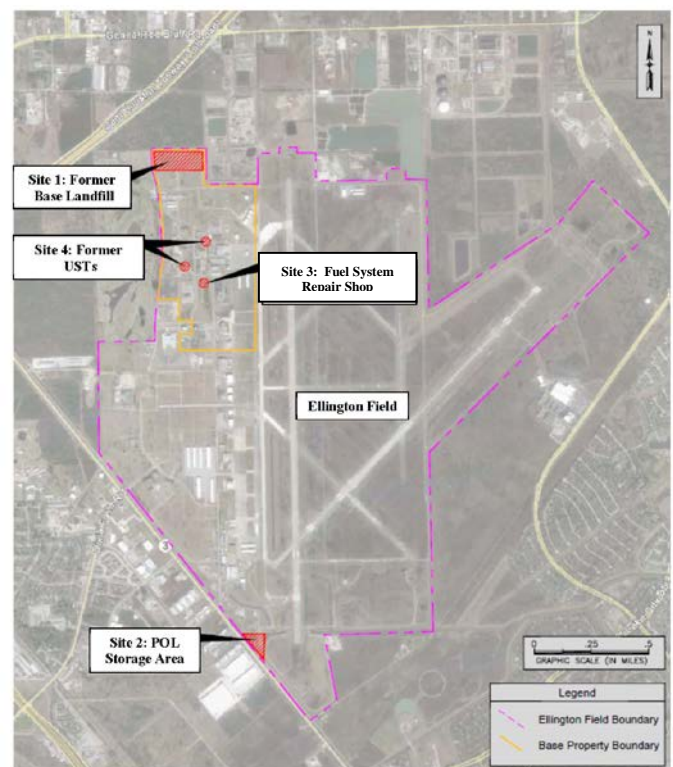 N
Site 1: Former
Base Landfill
Site 4: Former
USTs
Site 3: Fuel System
Repair Shop
Ellington Field
3
Site 2: POL
Storage Area
0 .25 .5
GRAPHIC SCALE (IN MILES)
Legend
Ellington Field Boundary
Base Property Boundary